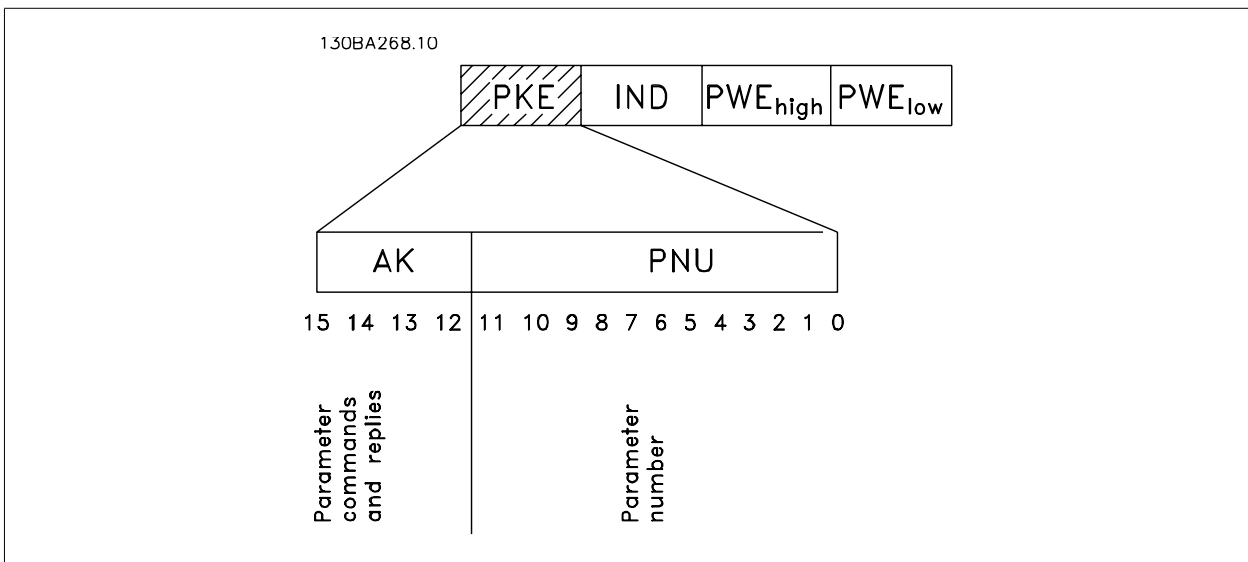 130BA268.10
PKE IND PWEhigh PWElow
AK PNU
15 14 13 12 11 10 9 8 7 6 5 4 3 2 1 0
Parameter
commands
and replies
Parameter
number